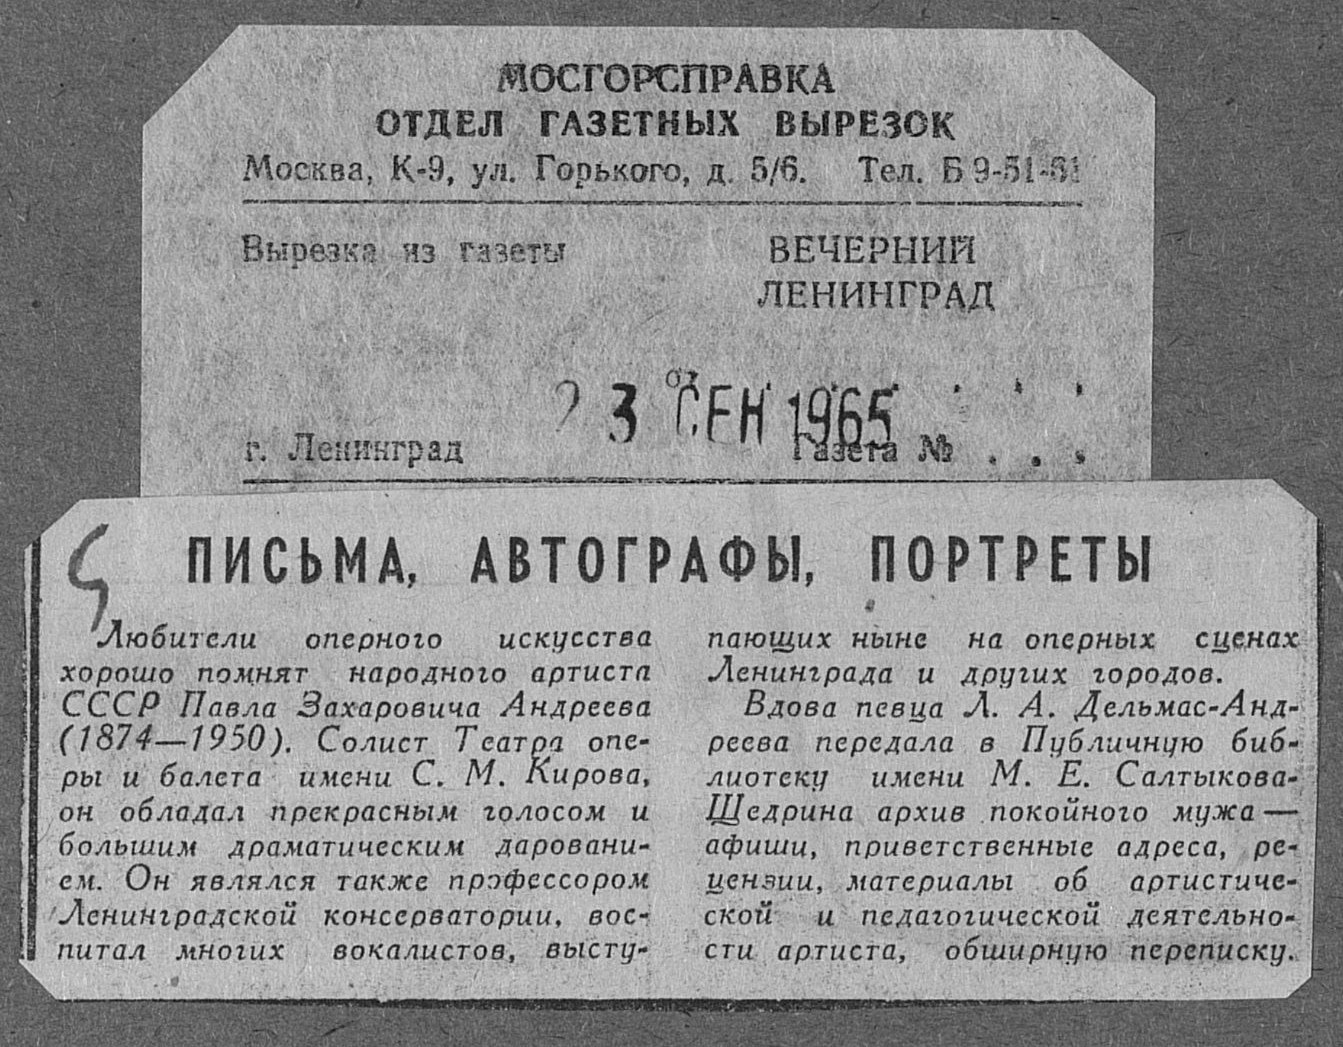 МОСГОРСПРАВКА
ОТДЕЛ ГАЗЕТНЫХ ВЫРЕЗОК
Москва, К-9, ул. Горького, д. 5/6. Тел. Б 9-51-61
Вырезка из газеты
ВЕЧЕРНИЙ
ЛЕНИНГРАД
23 СЕН 1965
г. Ленинград
Газета № . . .
ПИСЬМА, АВТОГРАФЫ, ПОРТРЕТЫ
Любители оперного искусства
хорошо помнят народного артиста
СССР Павла Захаровича Андреева
(1874—1950). Солист Театра опе-
ры и балета имени С. М. Кирова,
он обладал прекрасным голосом и
большим драматическим даровани-
ем. Он являлся также профессором
Ленинградской консерватории, вос-
питал многих вокалистов, высту-
пающих ныне на оперных сценах
Ленинграда и других городов.
Вдова певца Л. А. Дельмас-Анд-
реева передала в Публичную биб-
лиотеку имени М. Е. Салтыкова-
Щедрина архив покойного мужа —
афиши, приветственные адреса, ре-
цензии, материалы об артистиче-
ской и педагогической деятельно-
сти артиста, обширную переписку.